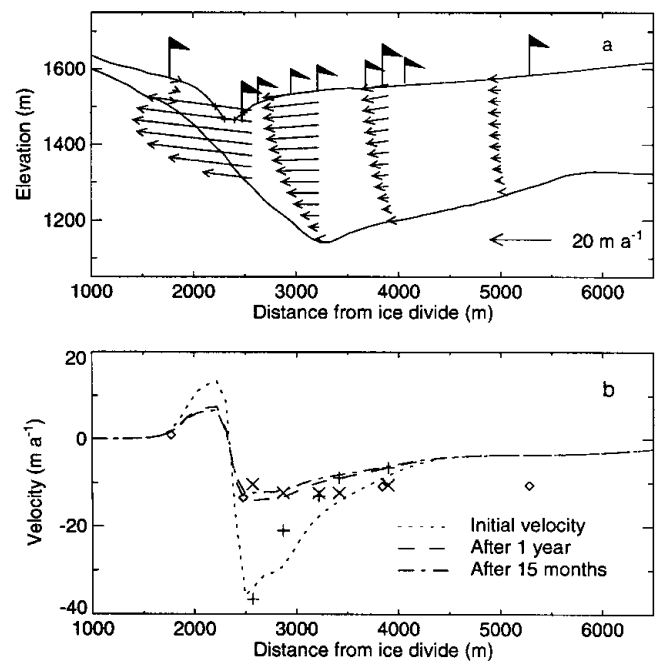 a
1600
1400
1200
Elevation (m)
20 m a⁻¹
1000 2000 3000 4000 5000 6000
Distance from ice divide (m)
b
20
0
-20
-40
Velocity (m a⁻¹)
Initial velocity
After 1 year
After 15 months
1000 2000 3000 4000 5000 6000
Distance from ice divide (m)